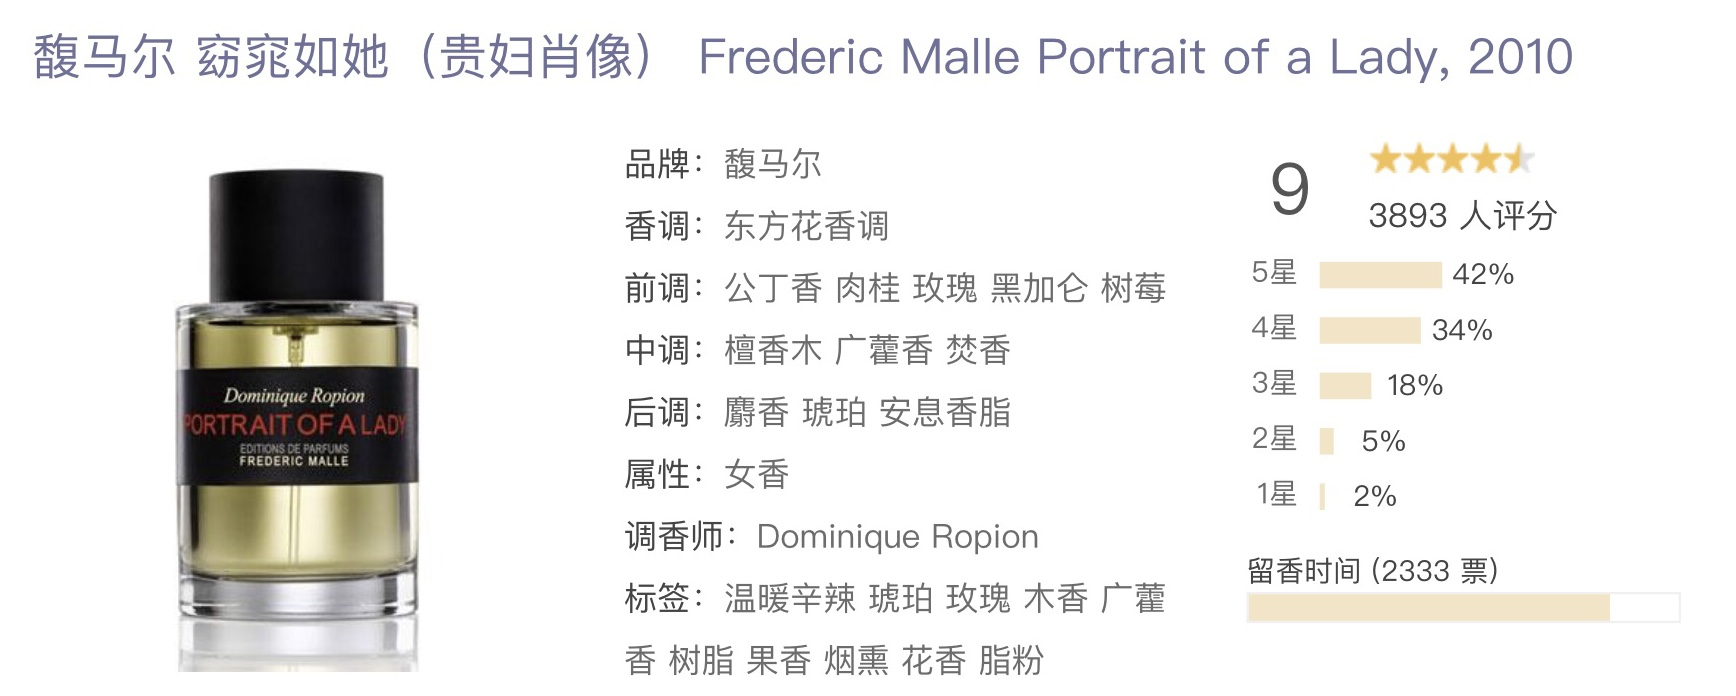 馥马尔 窈窕如她（贵妇肖像） Frederic Malle Portrait of a Lady, 2010
Dominique Ropion
PORTRAIT OF A LADY
EDITIONS DE PARFUMS
FREDERIC MALLE
品牌：馥马尔
香调：东方花香调
前调：公丁香 肉桂 玫瑰 黑加仑 树莓
中调：檀香木 广藿香 焚香
后调：麝香 琥珀 安息香脂
属性：女香
调香师：Dominique Ropion
标签：温暖辛辣 琥珀 玫瑰 木香 广藿
香 树脂 果香 烟熏 花香 脂粉
9
3893 人评分
5星 42%
4星 34%
3星 18%
2星 5%
1星 2%
留香时间 (2333 票)